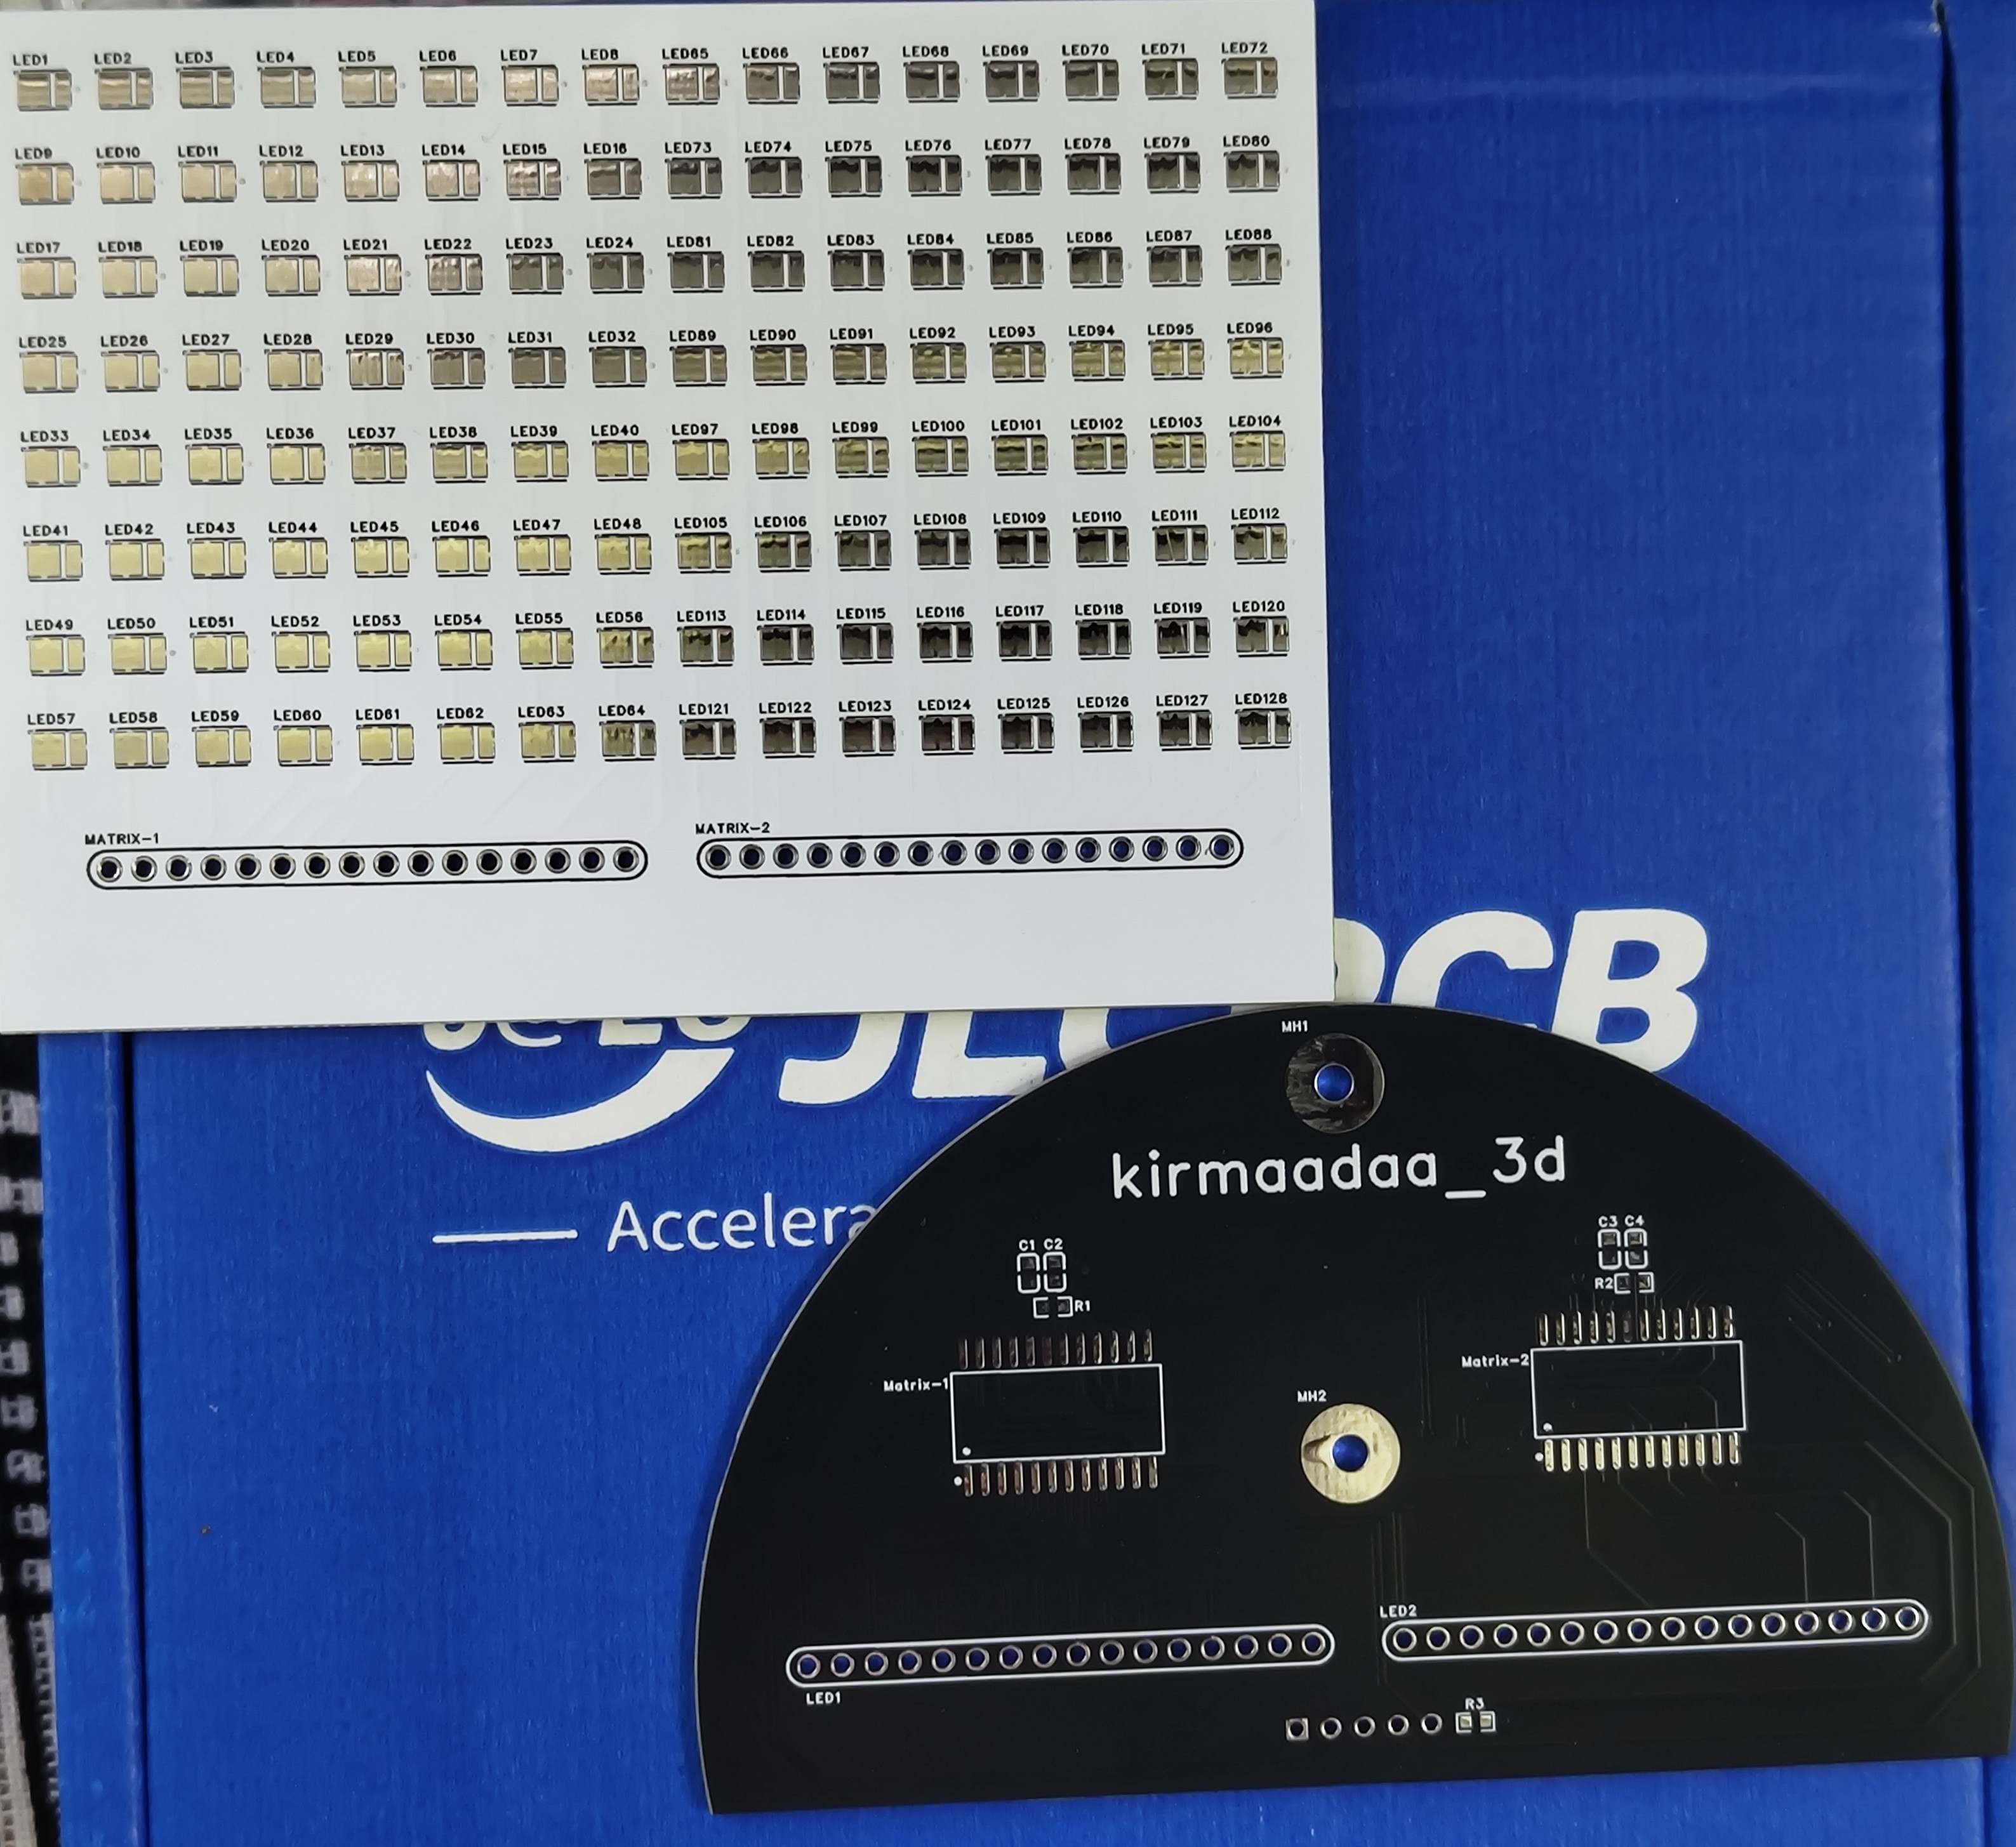 LED1 LED2 LED3 LED4 LED5 LED6 LED7 LED8 LED65 LED66 LED67 LED68 LED69 LED70 LED71 LED72
LED9 LED10 LED11 LED12 LED13 LED14 LED15 LED16 LED73 LED74 LED75 LED76 LED77 LED78 LED79 LED80
LED17 LED18 LED19 LED20 LED21 LED22 LED23 LED24 LED81 LED82 LED83 LED84 LED85 LED86 LED87 LED88
LED25 LED26 LED27 LED28 LED29 LED30 LED31 LED32 LED89 LED90 LED91 LED92 LED93 LED94 LED95 LED96
LED33 LED34 LED35 LED36 LED37 LED38 LED39 LED40 LED97 LED98 LED99 LED100 LED101 LED102 LED103 LED104
LED41 LED42 LED43 LED44 LED45 LED46 LED47 LED48 LED105 LED106 LED107 LED108 LED109 LED110 LED111 LED112
LED49 LED50 LED51 LED52 LED53 LED54 LED55 LED56 LED113 LED114 LED115 LED116 LED117 LED118 LED119 LED120
LED57 LED58 LED59 LED60 LED61 LED62 LED63 LED64 LED121 LED122 LED123 LED124 LED125 LED126 LED127 LED128
MATRIX-1 MATRIX-2
JLCPCB
Accelera
MH1
kirmaadaa_3d
C1 C2
R1
C3 C4
R2
Matrix-1
Matrix-2
MH2
LED1
LED2
R3